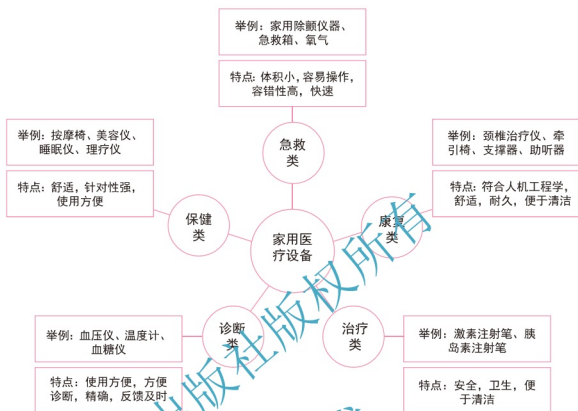 举例：家用除颤仪器、
急救箱、氧气
特点：体积小，容易操作，
容错性高，快速
急救
类
举例：按摩椅、美容仪、
睡眠仪、理疗仪
特点：舒适，针对性强，
使用方便
保健
类
举例：颈椎治疗仪、牵
引椅、支撑器、助听器
特点：符合人机工程学，
舒适，耐久，便于清洁
康复
类
家用医
疗设备
诊断
类
举例：血压仪、温度计、
血糖仪
特点：使用方便，方便
诊断，精确，反馈及时
治疗
类
举例：激素注射笔、胰
岛素注射笔
特点：安全，卫生，便
于清洁
出版社版权所有